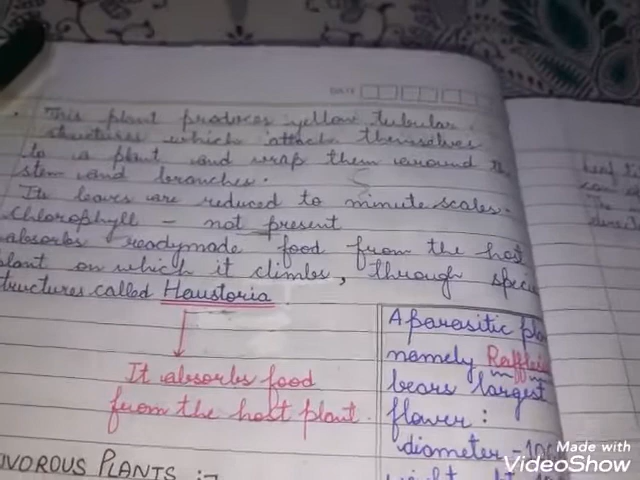 DATE
This plant produces yellow tubular
structures which attach themselves
to a plant and wrap them around
stem and branches.
Its leaves are reduced to minute scales.
Chlorophyll - not present
absorbs readymade food from the host
plant on which it climbs, through
structures called Haustoria
It absorbs food
from the host plant.
A parasitic
namely
bears largest
flower:
diameter -
PLANTS :-
leaf
The
Made with
VideoShow